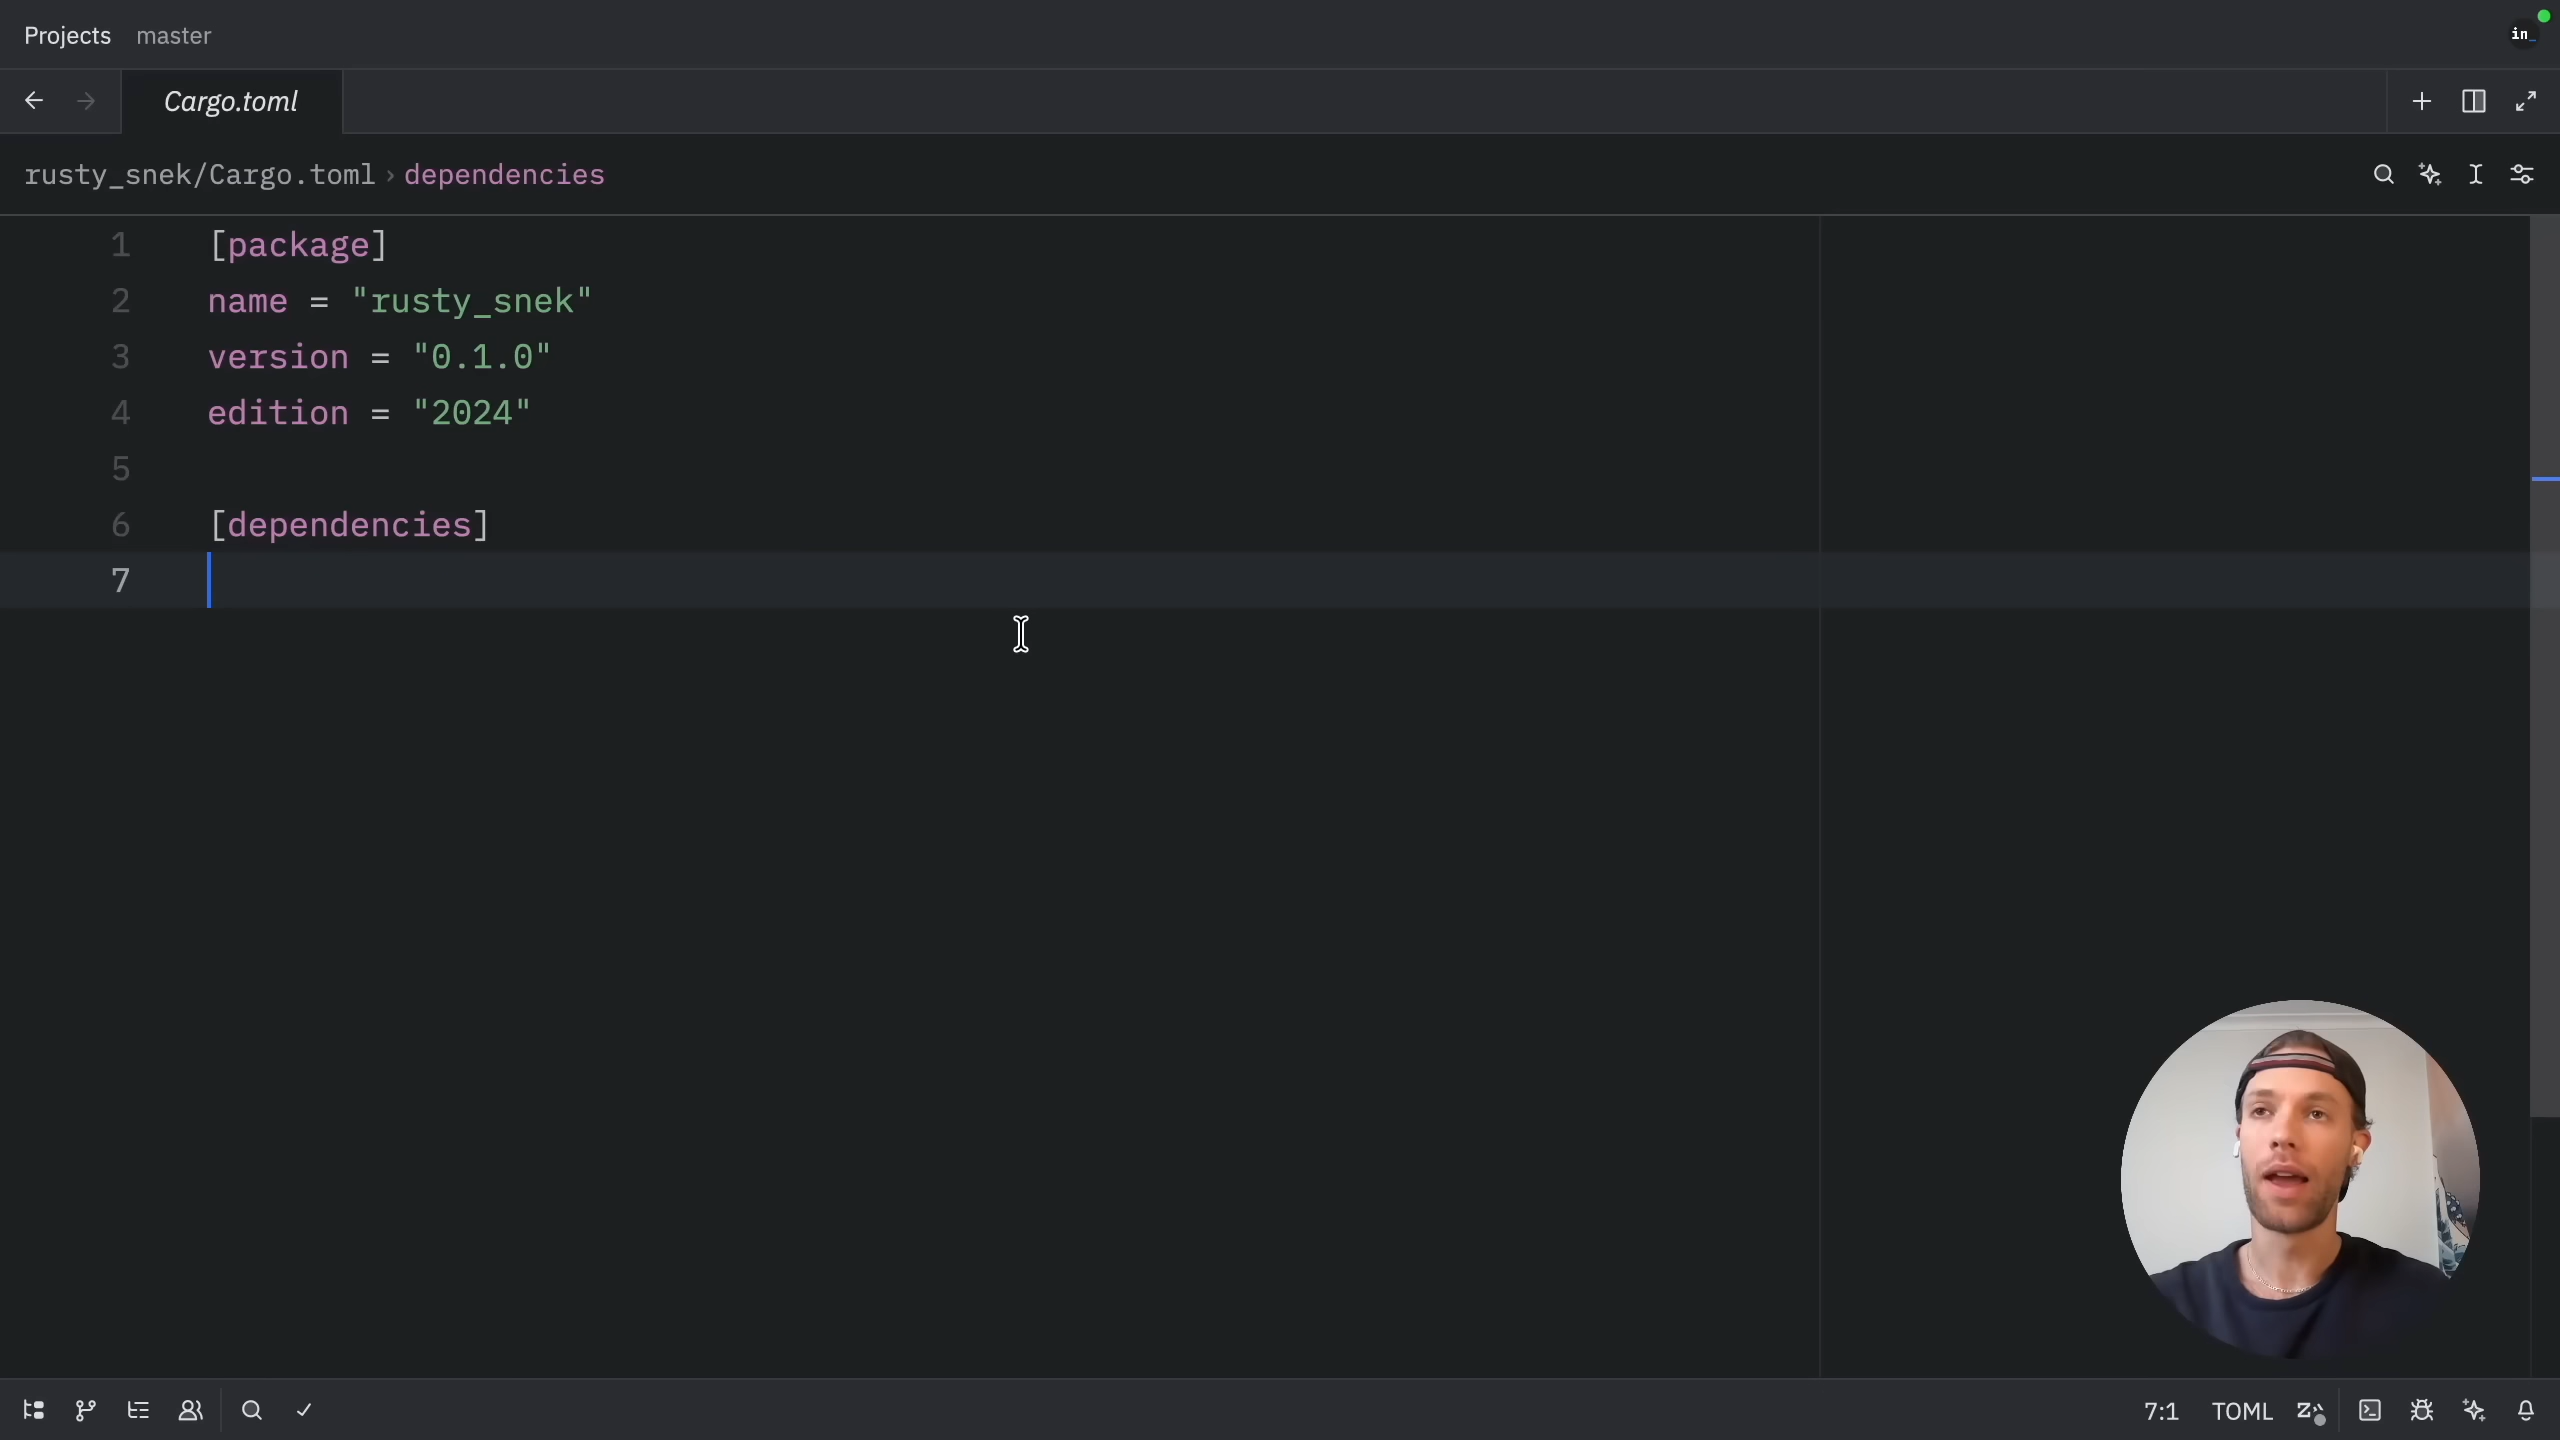 Projects master
in_
Cargo.toml
rusty_snek/Cargo.toml › dependencies
1 [package]
2 name = "rusty_snek"
3 version = "0.1.0"
4 edition = "2024"
5
6 [dependencies]
7
7:1 TOML